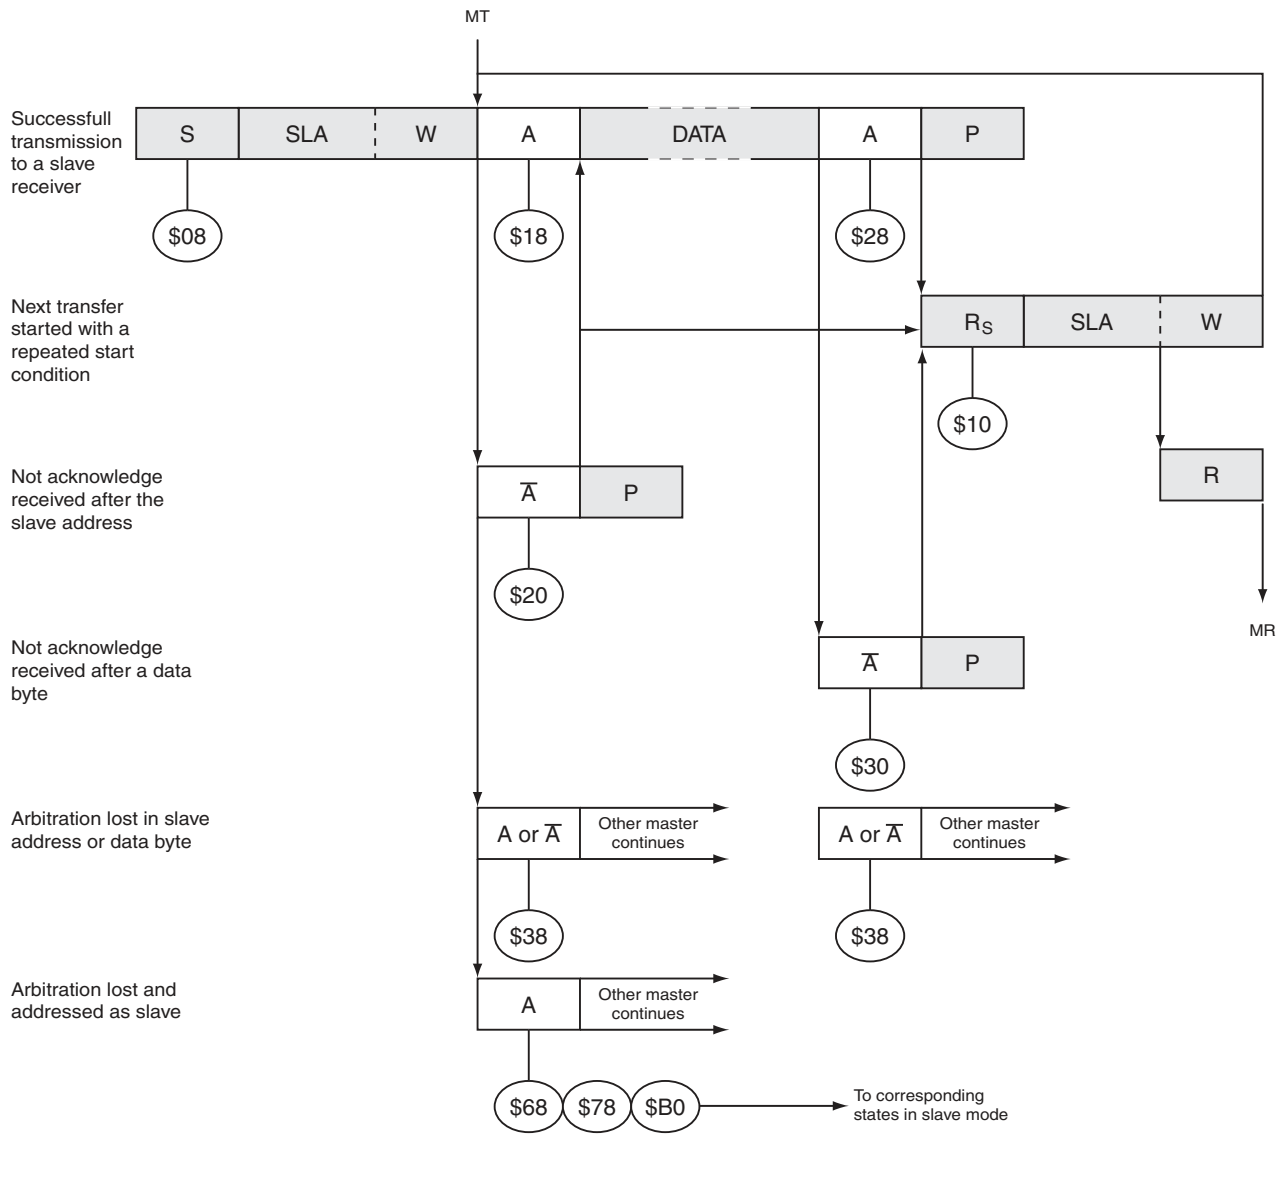 MT
Successfull
transmission
to a slave
receiver
S
SLA
W
A
DATA
A
P
$08
$18
$28
Next transfer
started with a
repeated start
condition
RS
SLA
W
$10
Not acknowledge
received after the
slave address
A̅
P
R
$20
MR
Not acknowledge
received after a data
byte
A̅
P
$30
Arbitration lost in slave
address or data byte
A or A̅
Other master
continues
A or A̅
Other master
continues
$38
$38
Arbitration lost and
addressed as slave
A
Other master
continues
$68
$78
$B0
To corresponding
states in slave mode